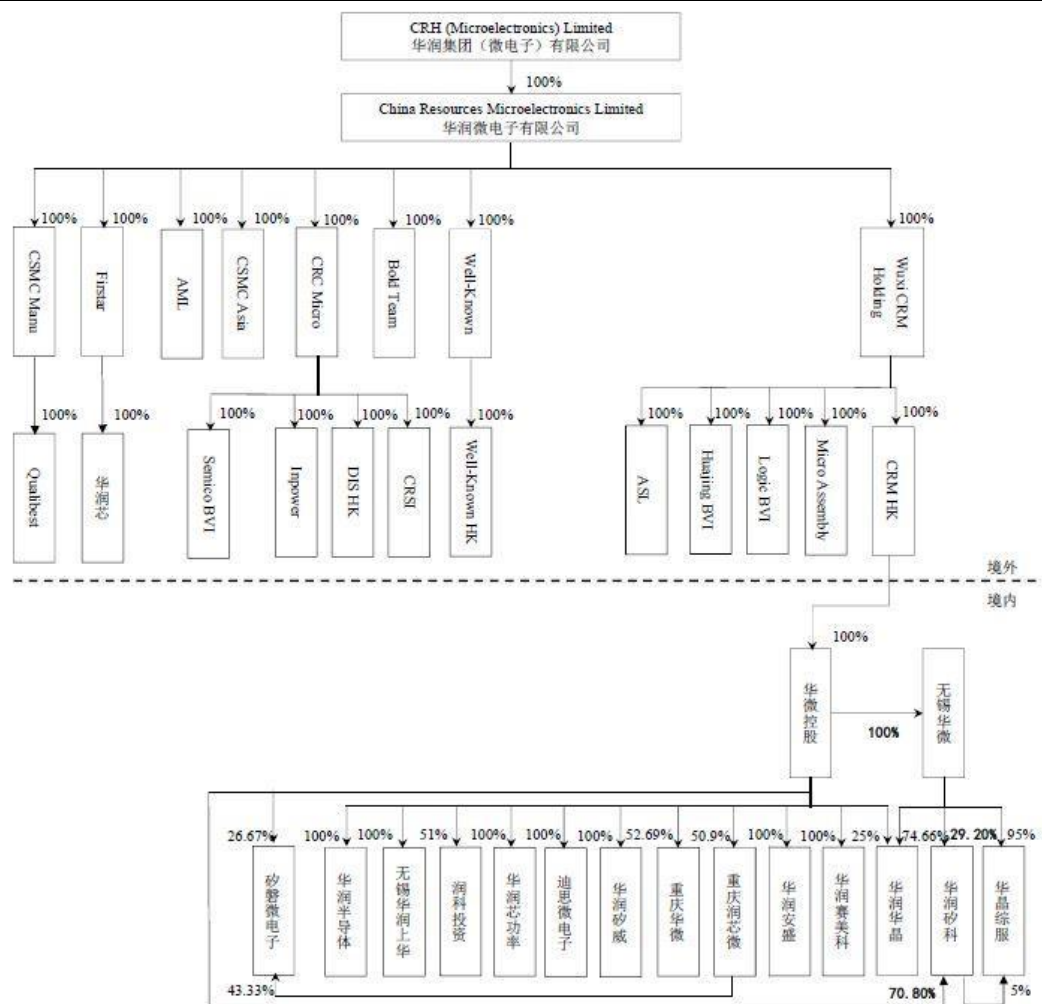 CRH (Microelectronics) Limited
华润集团（微电子）有限公司
100%
China Resources Microelectronics Limited
华润微电子有限公司
100%
100%
100%
100%
100%
100%
100%
100%
CSMC Manu
Firstar
AML
CSMC Asia
CRC Micro
Bold Team
Well-Known
Wuxi CRM
Holding
100%
100%
100%
100%
100%
100%
100%
100%
100%
100%
100%
100%
Qualibest
华润芯
Semico BVI
Inpower
DIS HK
CRSI
Well-Known HK
ASL
Huajing BVI
Logic BVI
Micro Assembly
CRM HK
境外
境内
100%
华微控股
100%
无锡华微
26.67%
100%
100%
51%
100%
100%
100%
52.69%
50.9%
100%
100%
25%
74.66%
29.20%
95%
矽磐微电子
华润半导体
无锡华润上华
润科投资
华润芯功率
迪思微电子
华润矽威
重庆华微
重庆润芯微
华润安盛
华润赛美科
华润华晶
华润矽科
华晶综服
43.33%
70.80%
5%